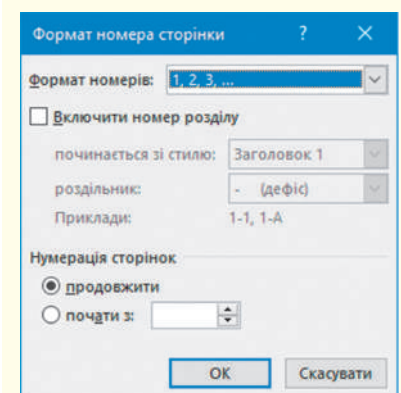 Формат номера сторінки ? ×
Формат номерів: 1, 2, 3, ...
Включити номер розділу
починається зі стилю: Заголовок 1
роздільник: - (дефіс)
Приклади: 1-1, 1-A
Нумерація сторінок
продовжити
почати з:
ОК Скасувати